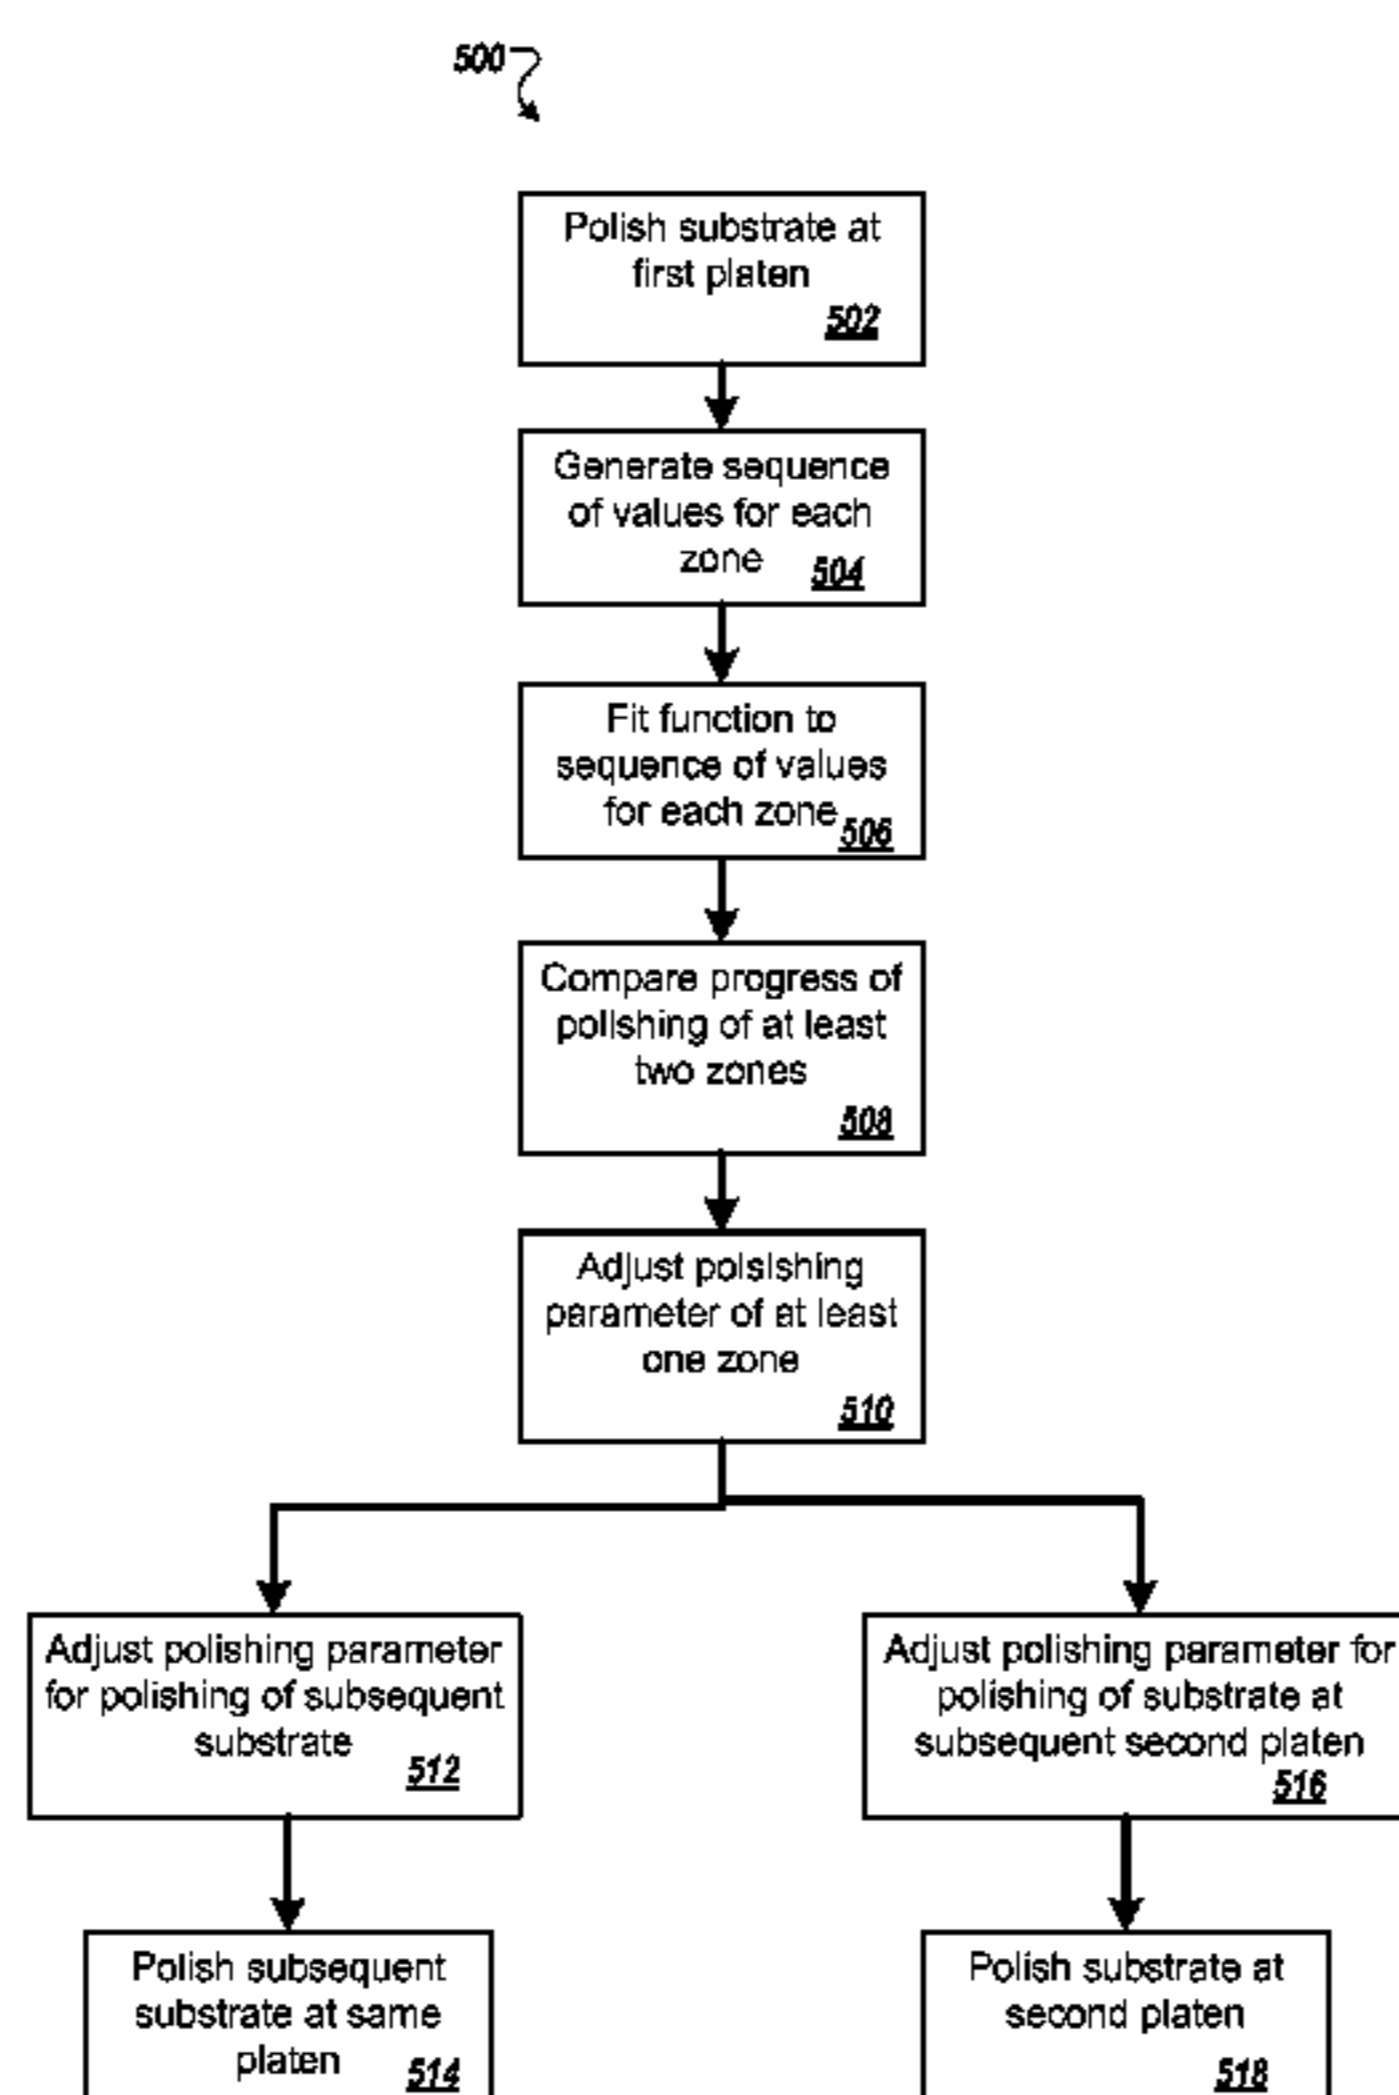 500
Polish substrate at
first platen
502
Generate sequence
of values for each
zone 504
Fit function to
sequence of values
for each zone 506
Compare progress of
polishing of at least
two zones
508
Adjust polsishing
parameter of at least
one zone
510
Adjust polishing parameter
for polishing of subsequent
substrate
512
Adjust polishing parameter for
polishing of substrate at
subsequent second platen
516
Polish subsequent
substrate at same
platen 514
Polish substrate at
second platen
518